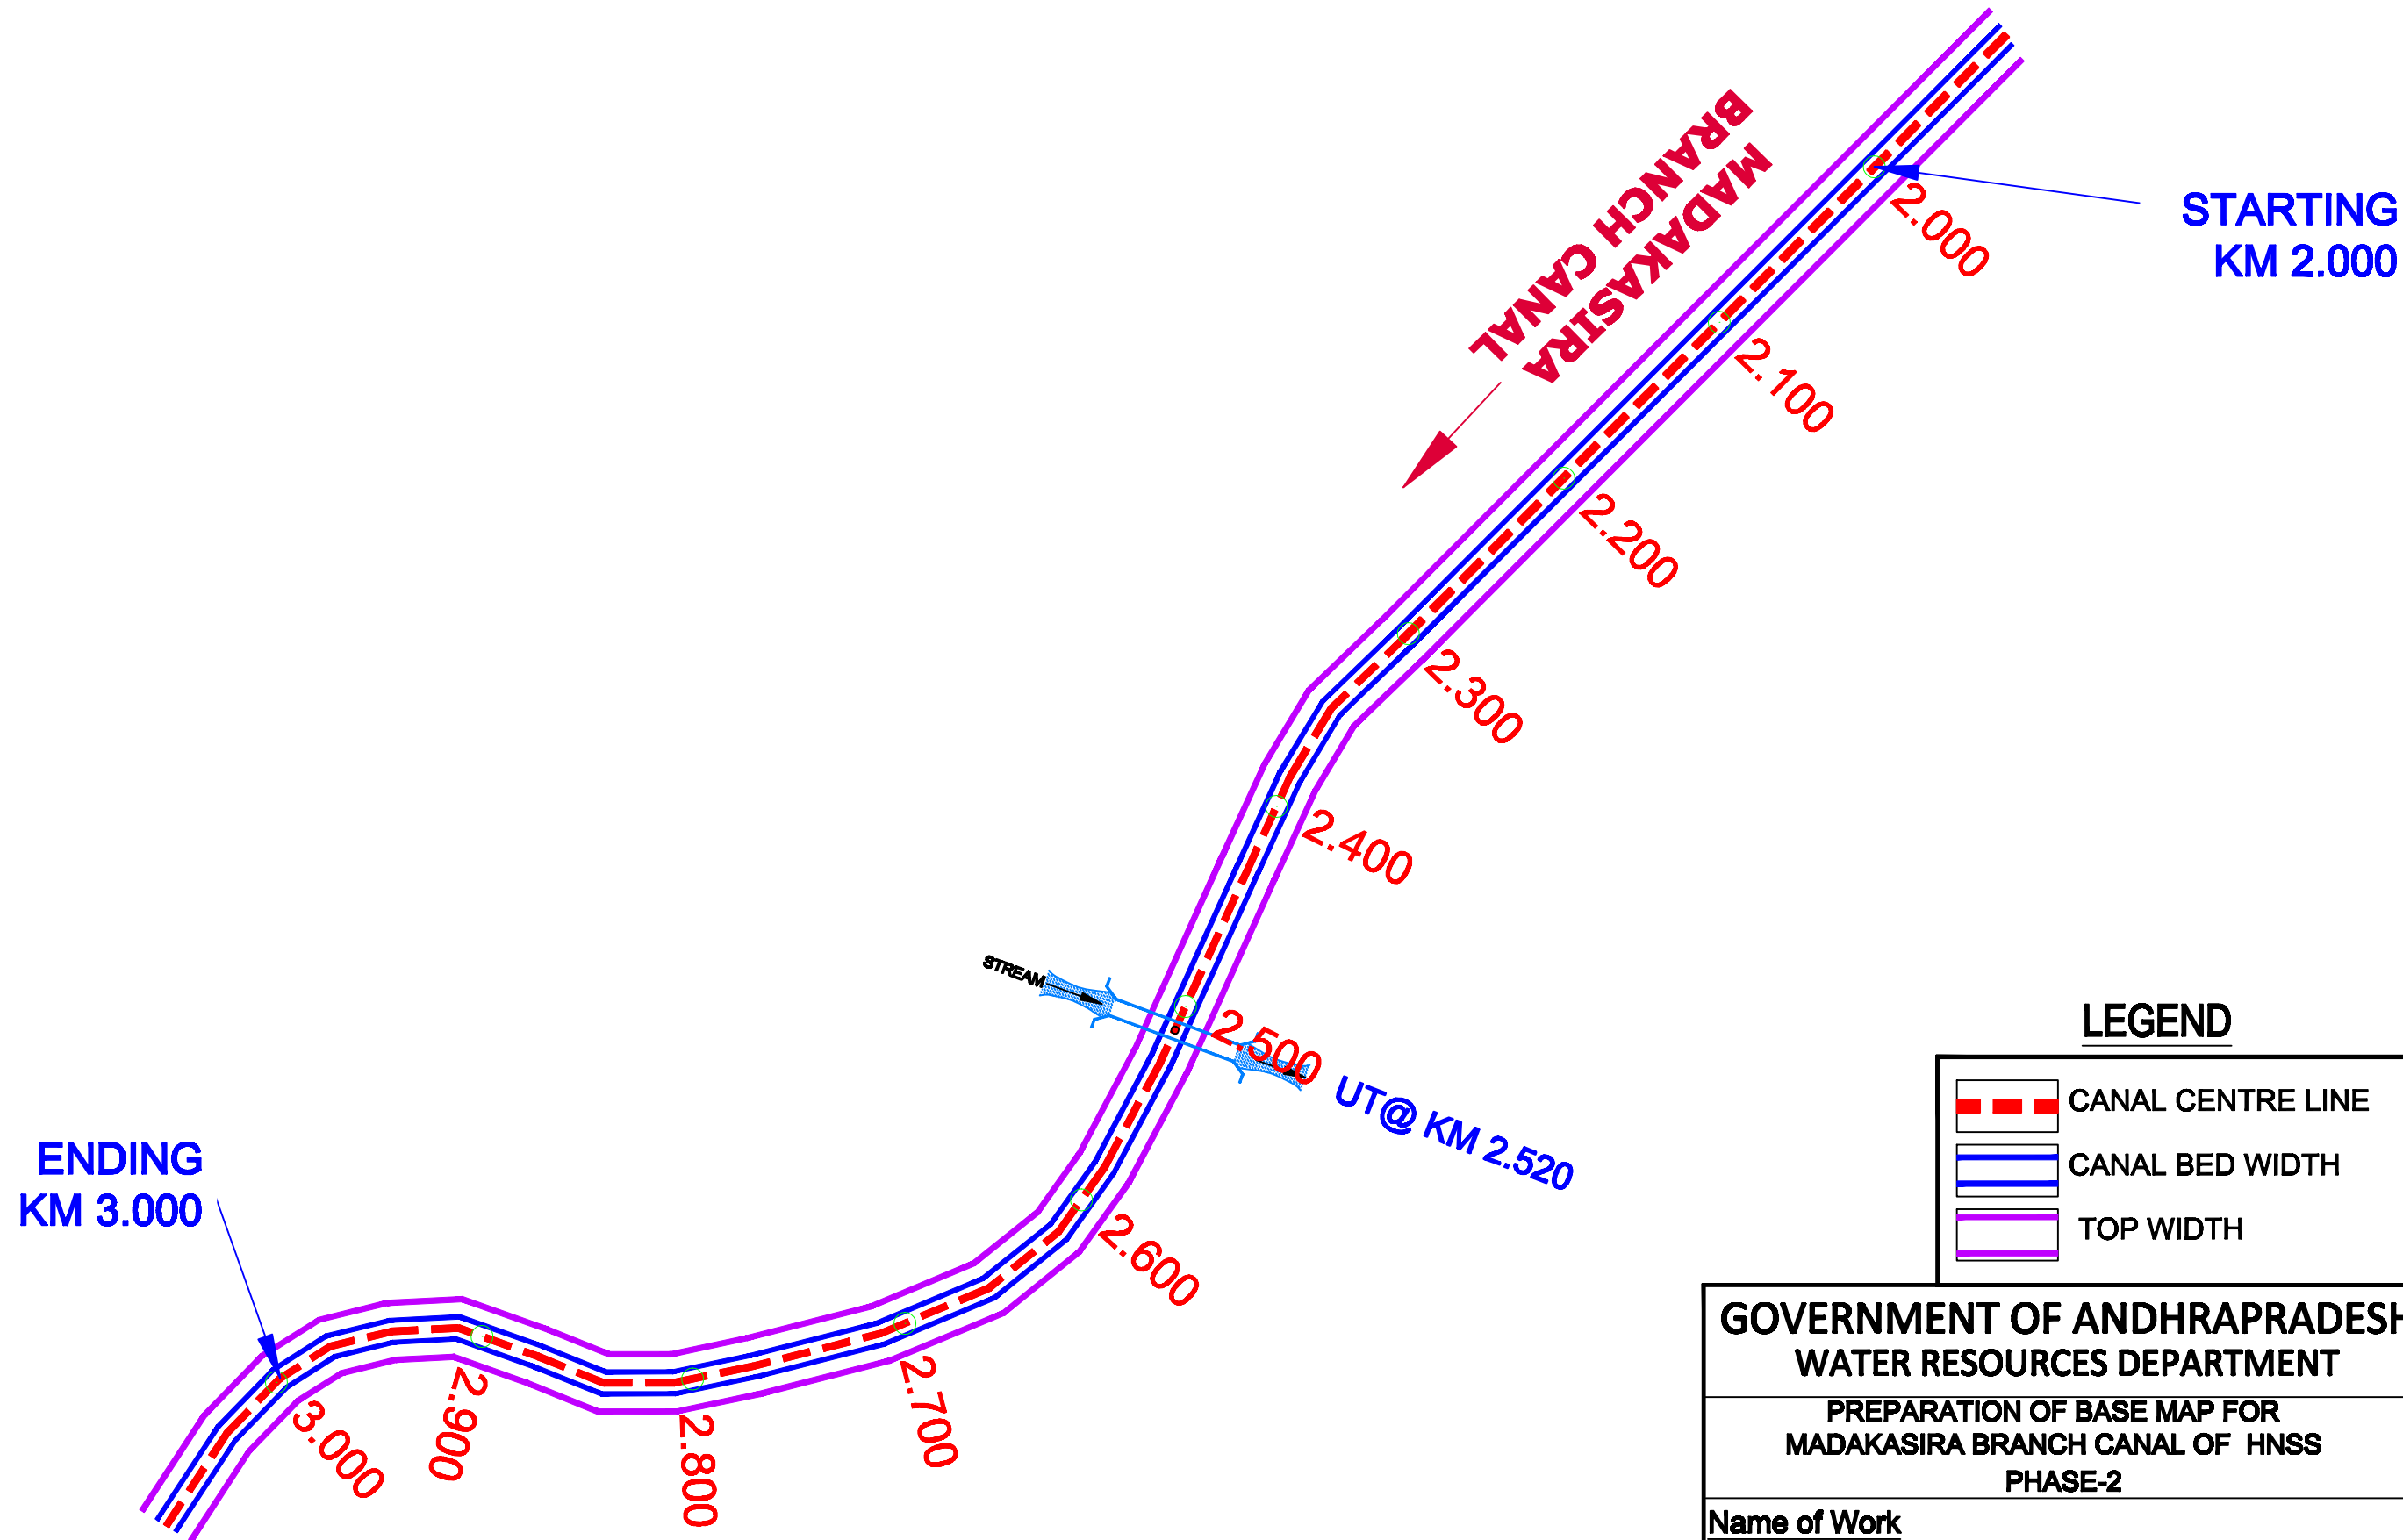 MADAKASIRA
BRANCH CANAL
STARTING
KM 2.000
2.000
2.100
2.200
2.300
2.400
STREAM
2.500
UT@ KM 2.520
2.600
2.700
2.800
2.900
3.000
ENDING
KM 3.000
LEGEND
CANAL CENTRE LINE
CANAL BED WIDTH
TOP WIDTH
GOVERNMENT OF ANDHRAPRADESH
WATER RESOURCES DEPARTMENT
PREPARATION OF BASE MAP FOR
MADAKASIRA BRANCH CANAL OF HNSS
PHASE-2
Name of Work